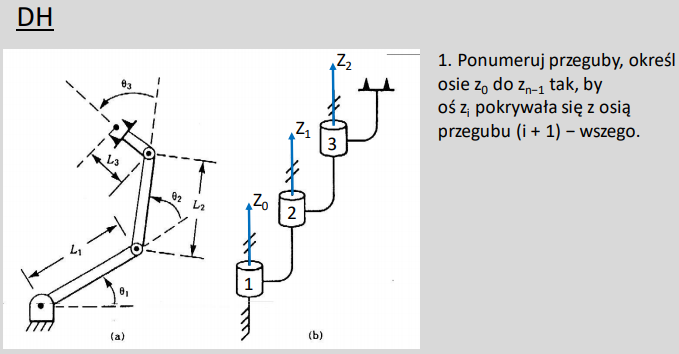 DH
θ3
L3
θ2
L2
L1
θ1
(a)
Z2
Z1
3
Z0
2
1
(b)
1. Ponumeruj przeguby, określ
osie z₀ do zₙ₋₁ tak, by
oś zᵢ pokrywała się z osią
przegubu (i + 1) − wszego.